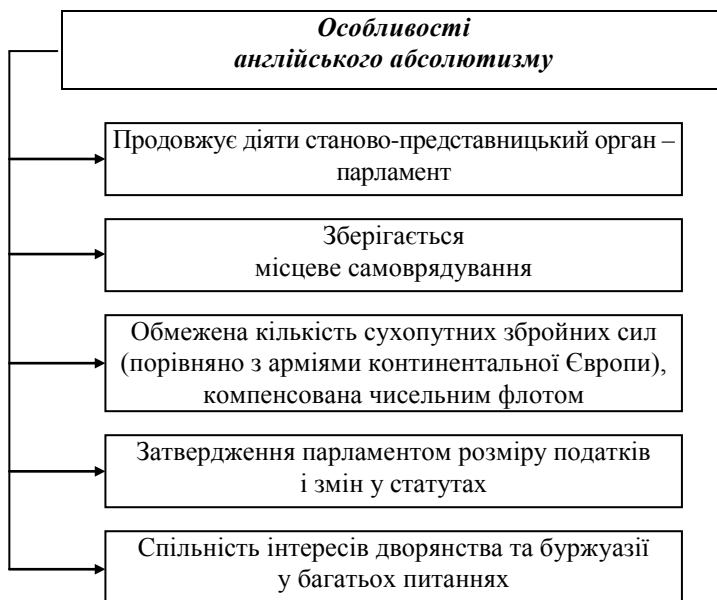 Особливості
англійського абсолютизму
Продовжує діяти станово-представницький орган –
парламент
Зберігається
місцеве самоврядування
Обмежена кількість сухопутних збройних сил
(порівняно з арміями континентальної Європи),
компенсована чисельним флотом
Затвердження парламентом розміру податків
і змін у статутах
Спільність інтересів дворянства та буржуазії
у багатьох питаннях